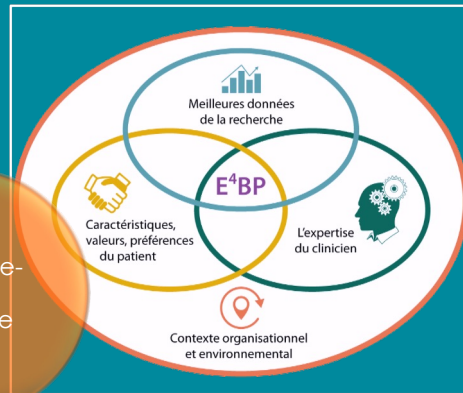 Meilleures données
de la recherche
E⁴BP
Caractéristiques,
valeurs, préférences
du patient
L'expertise
du clinicien
Contexte organisationnel
et environnemental